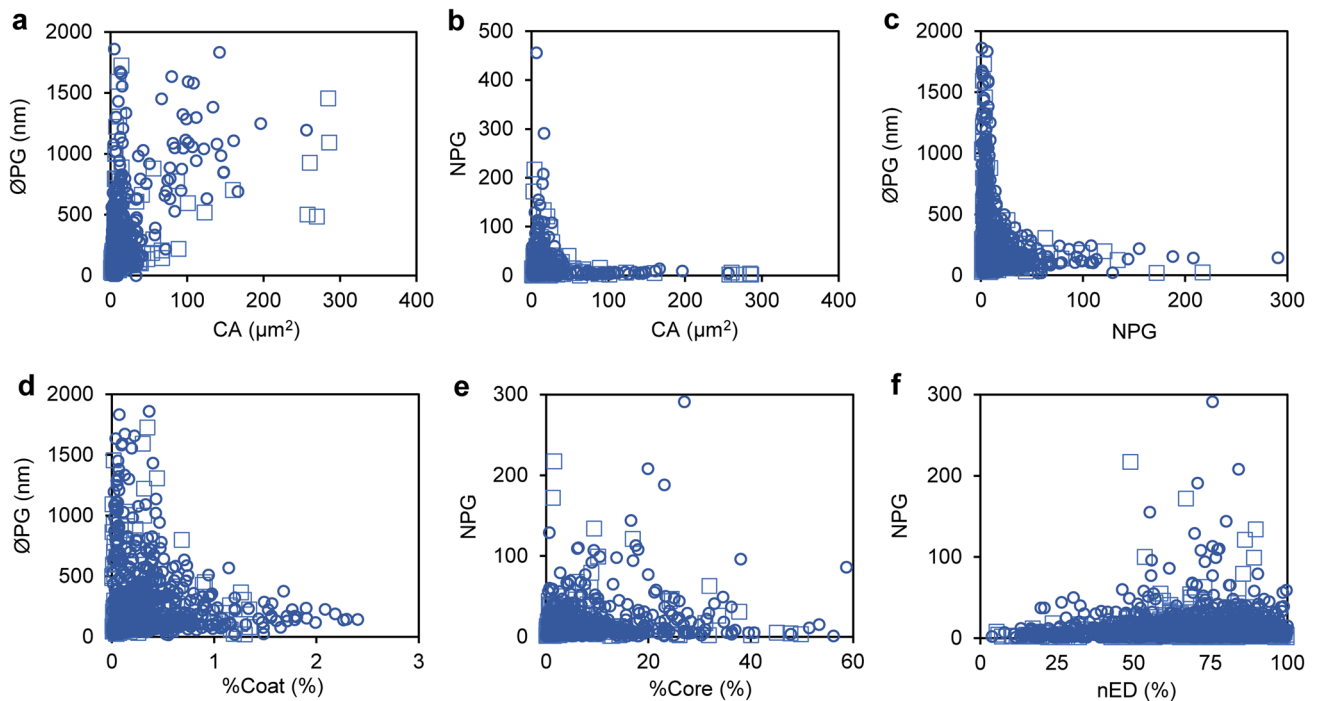 a
2000
1500
1000
500
0
ØPG (nm)
0 100 200 300 400
CA (µm²)
b
500
400
300
200
100
0
NPG
0 100 200 300 400
CA (µm²)
c
2000
1500
1000
500
0
ØPG (nm)
0 100 200 300
NPG
d
2000
1500
1000
500
0
ØPG (nm)
0 1 2 3
%Coat (%)
e
300
200
100
0
NPG
0 20 40 60
%Core (%)
f
300
200
100
0
NPG
0 25 50 75 100
nED (%)